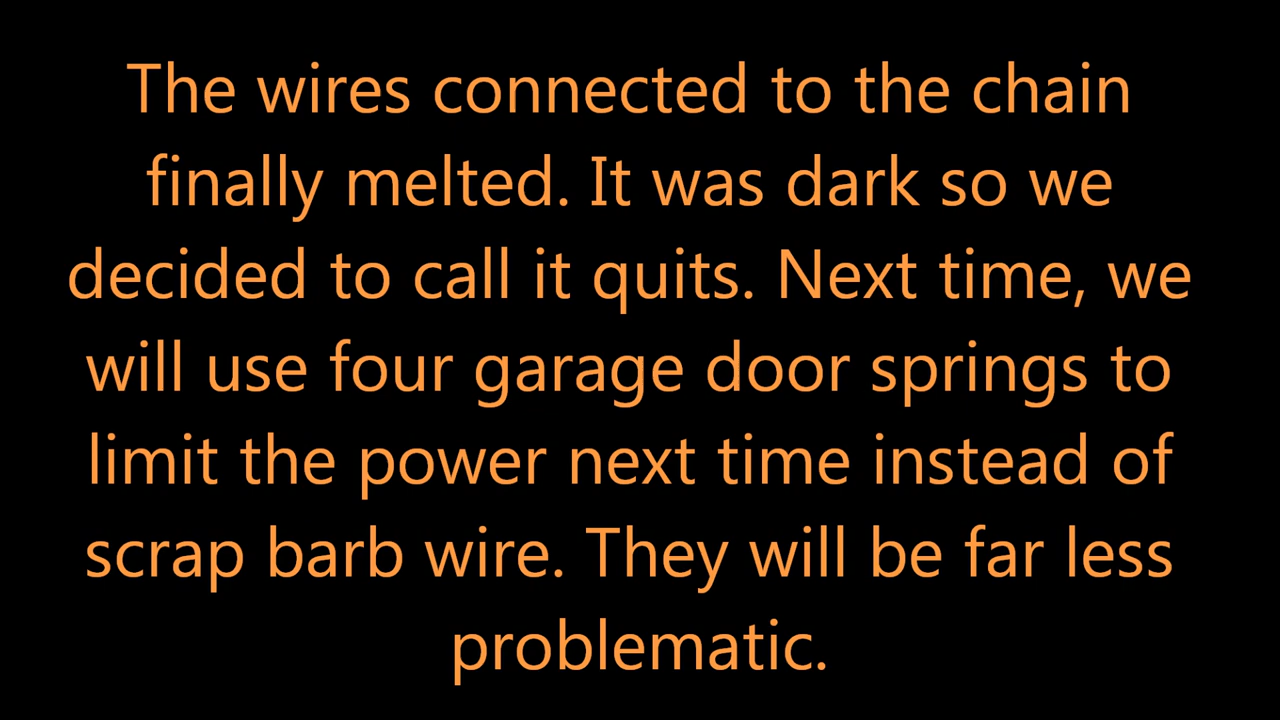 The wires connected to the chain
finally melted. It was dark so we
decided to call it quits. Next time, we
will use four garage door springs to
limit the power next time instead of
scrap barb wire. They will be far less
problematic.